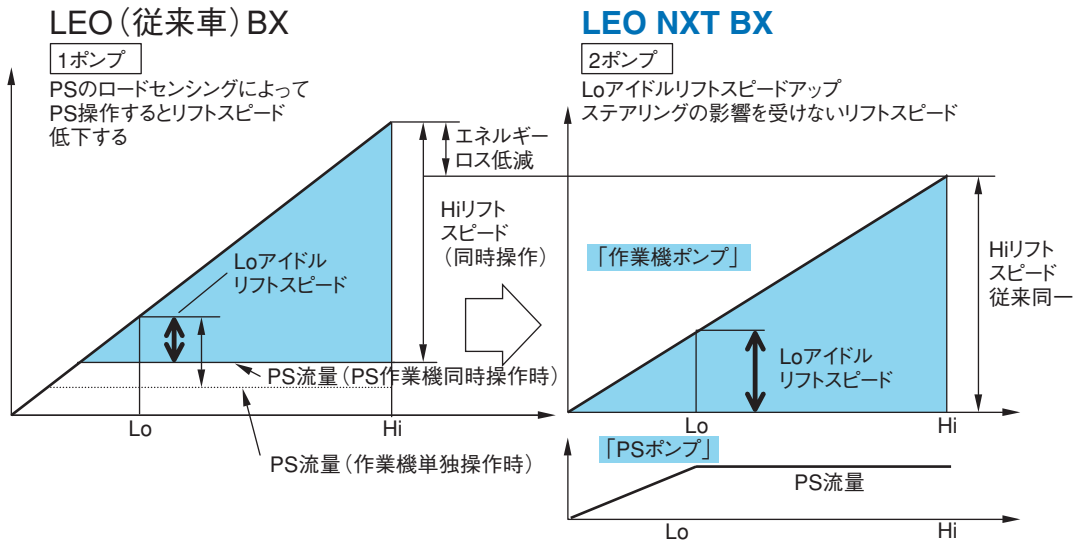 LEO（従来車）BX
1ポンプ
PSのロードセンシングによって
PS操作するとリフトスピード
低下する
エネルギー
ロス低減
Hiリフト
スピード
（同時操作）
Loアイドル
リフトスピード
PS流量（PS作業機同時操作時）
Lo
Hi
PS流量（作業機単独操作時）
LEO NXT BX
2ポンプ
Loアイドルリフトスピードアップ
ステアリングの影響を受けないリフトスピード
「作業機ポンプ」
Hiリフト
スピード
従来同一
Loアイドル
リフトスピード
Lo
Hi
「PSポンプ」
PS流量
Lo
Hi